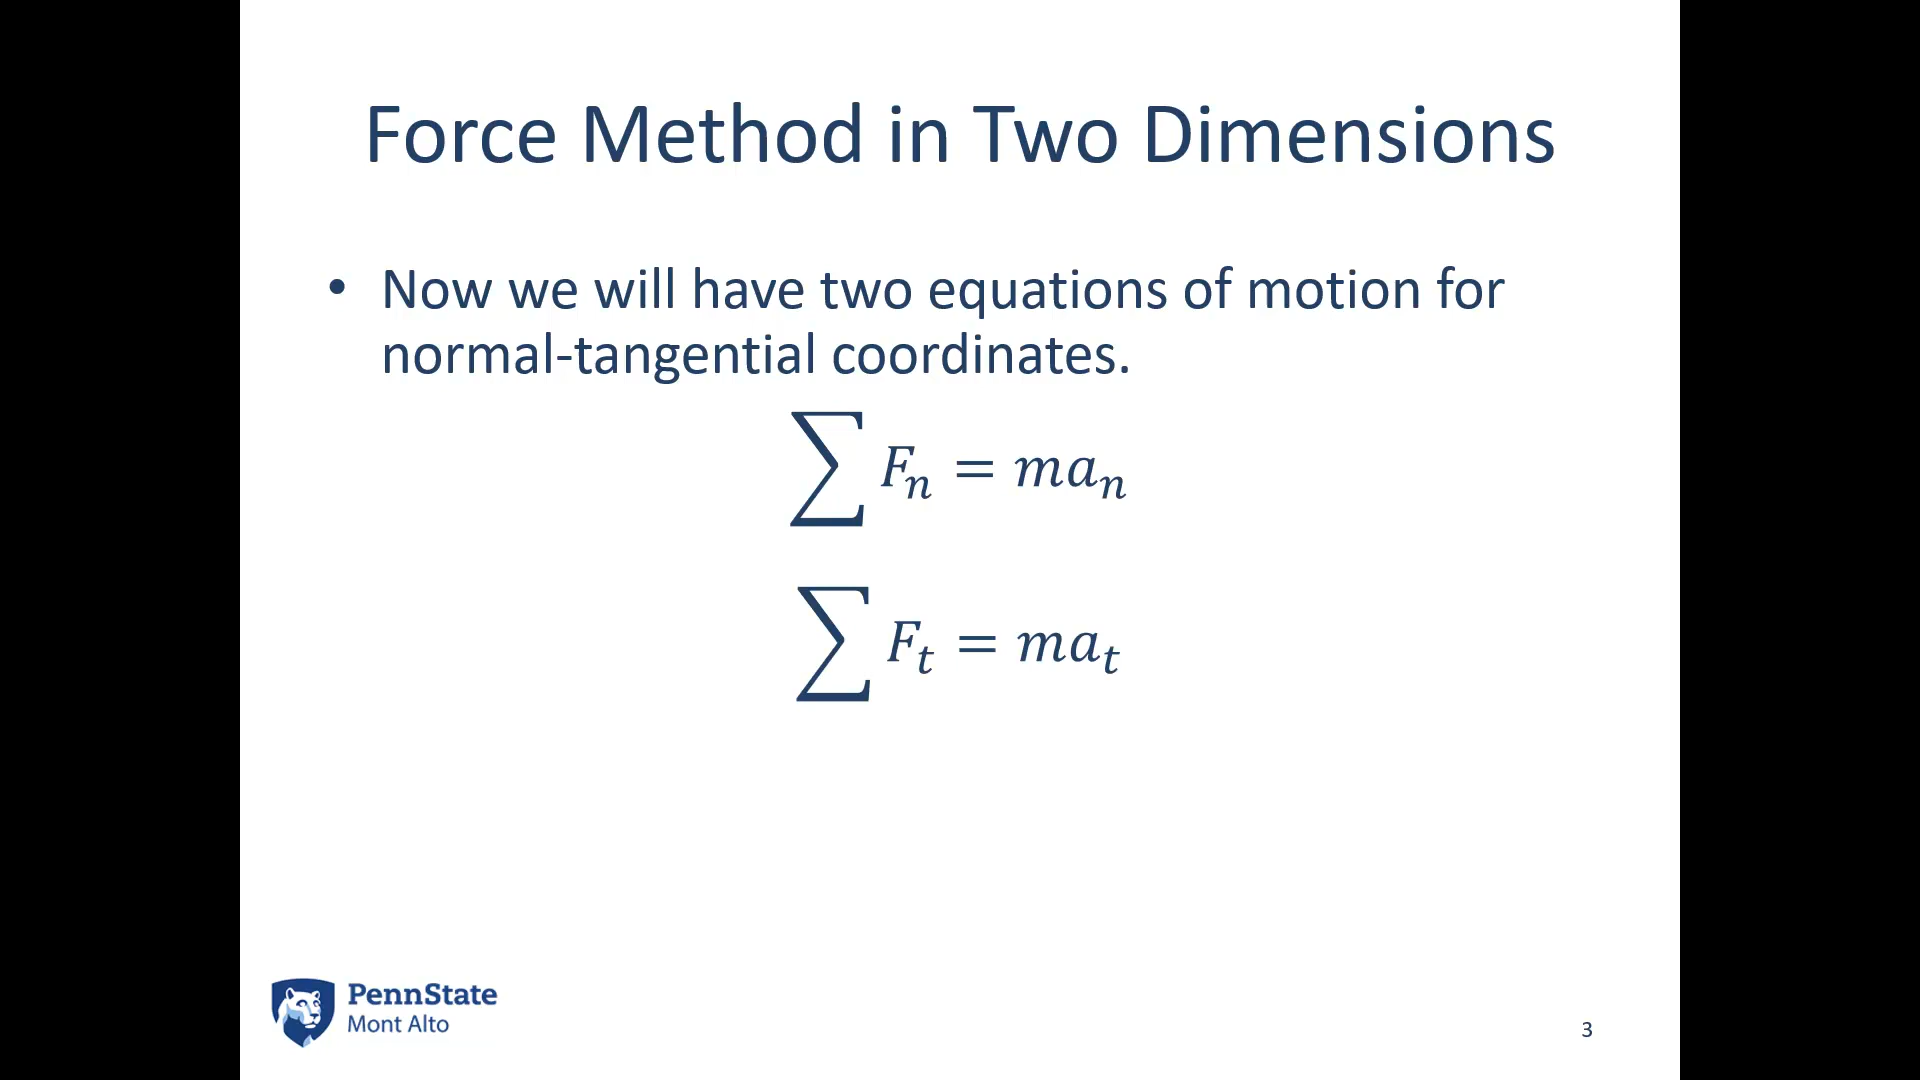 Force Method in Two Dimensions
• Now we will have two equations of motion for
normal-tangential coordinates.
∑ Fₙ = maₙ
∑ Fₜ = maₜ
PennState
Mont Alto
3